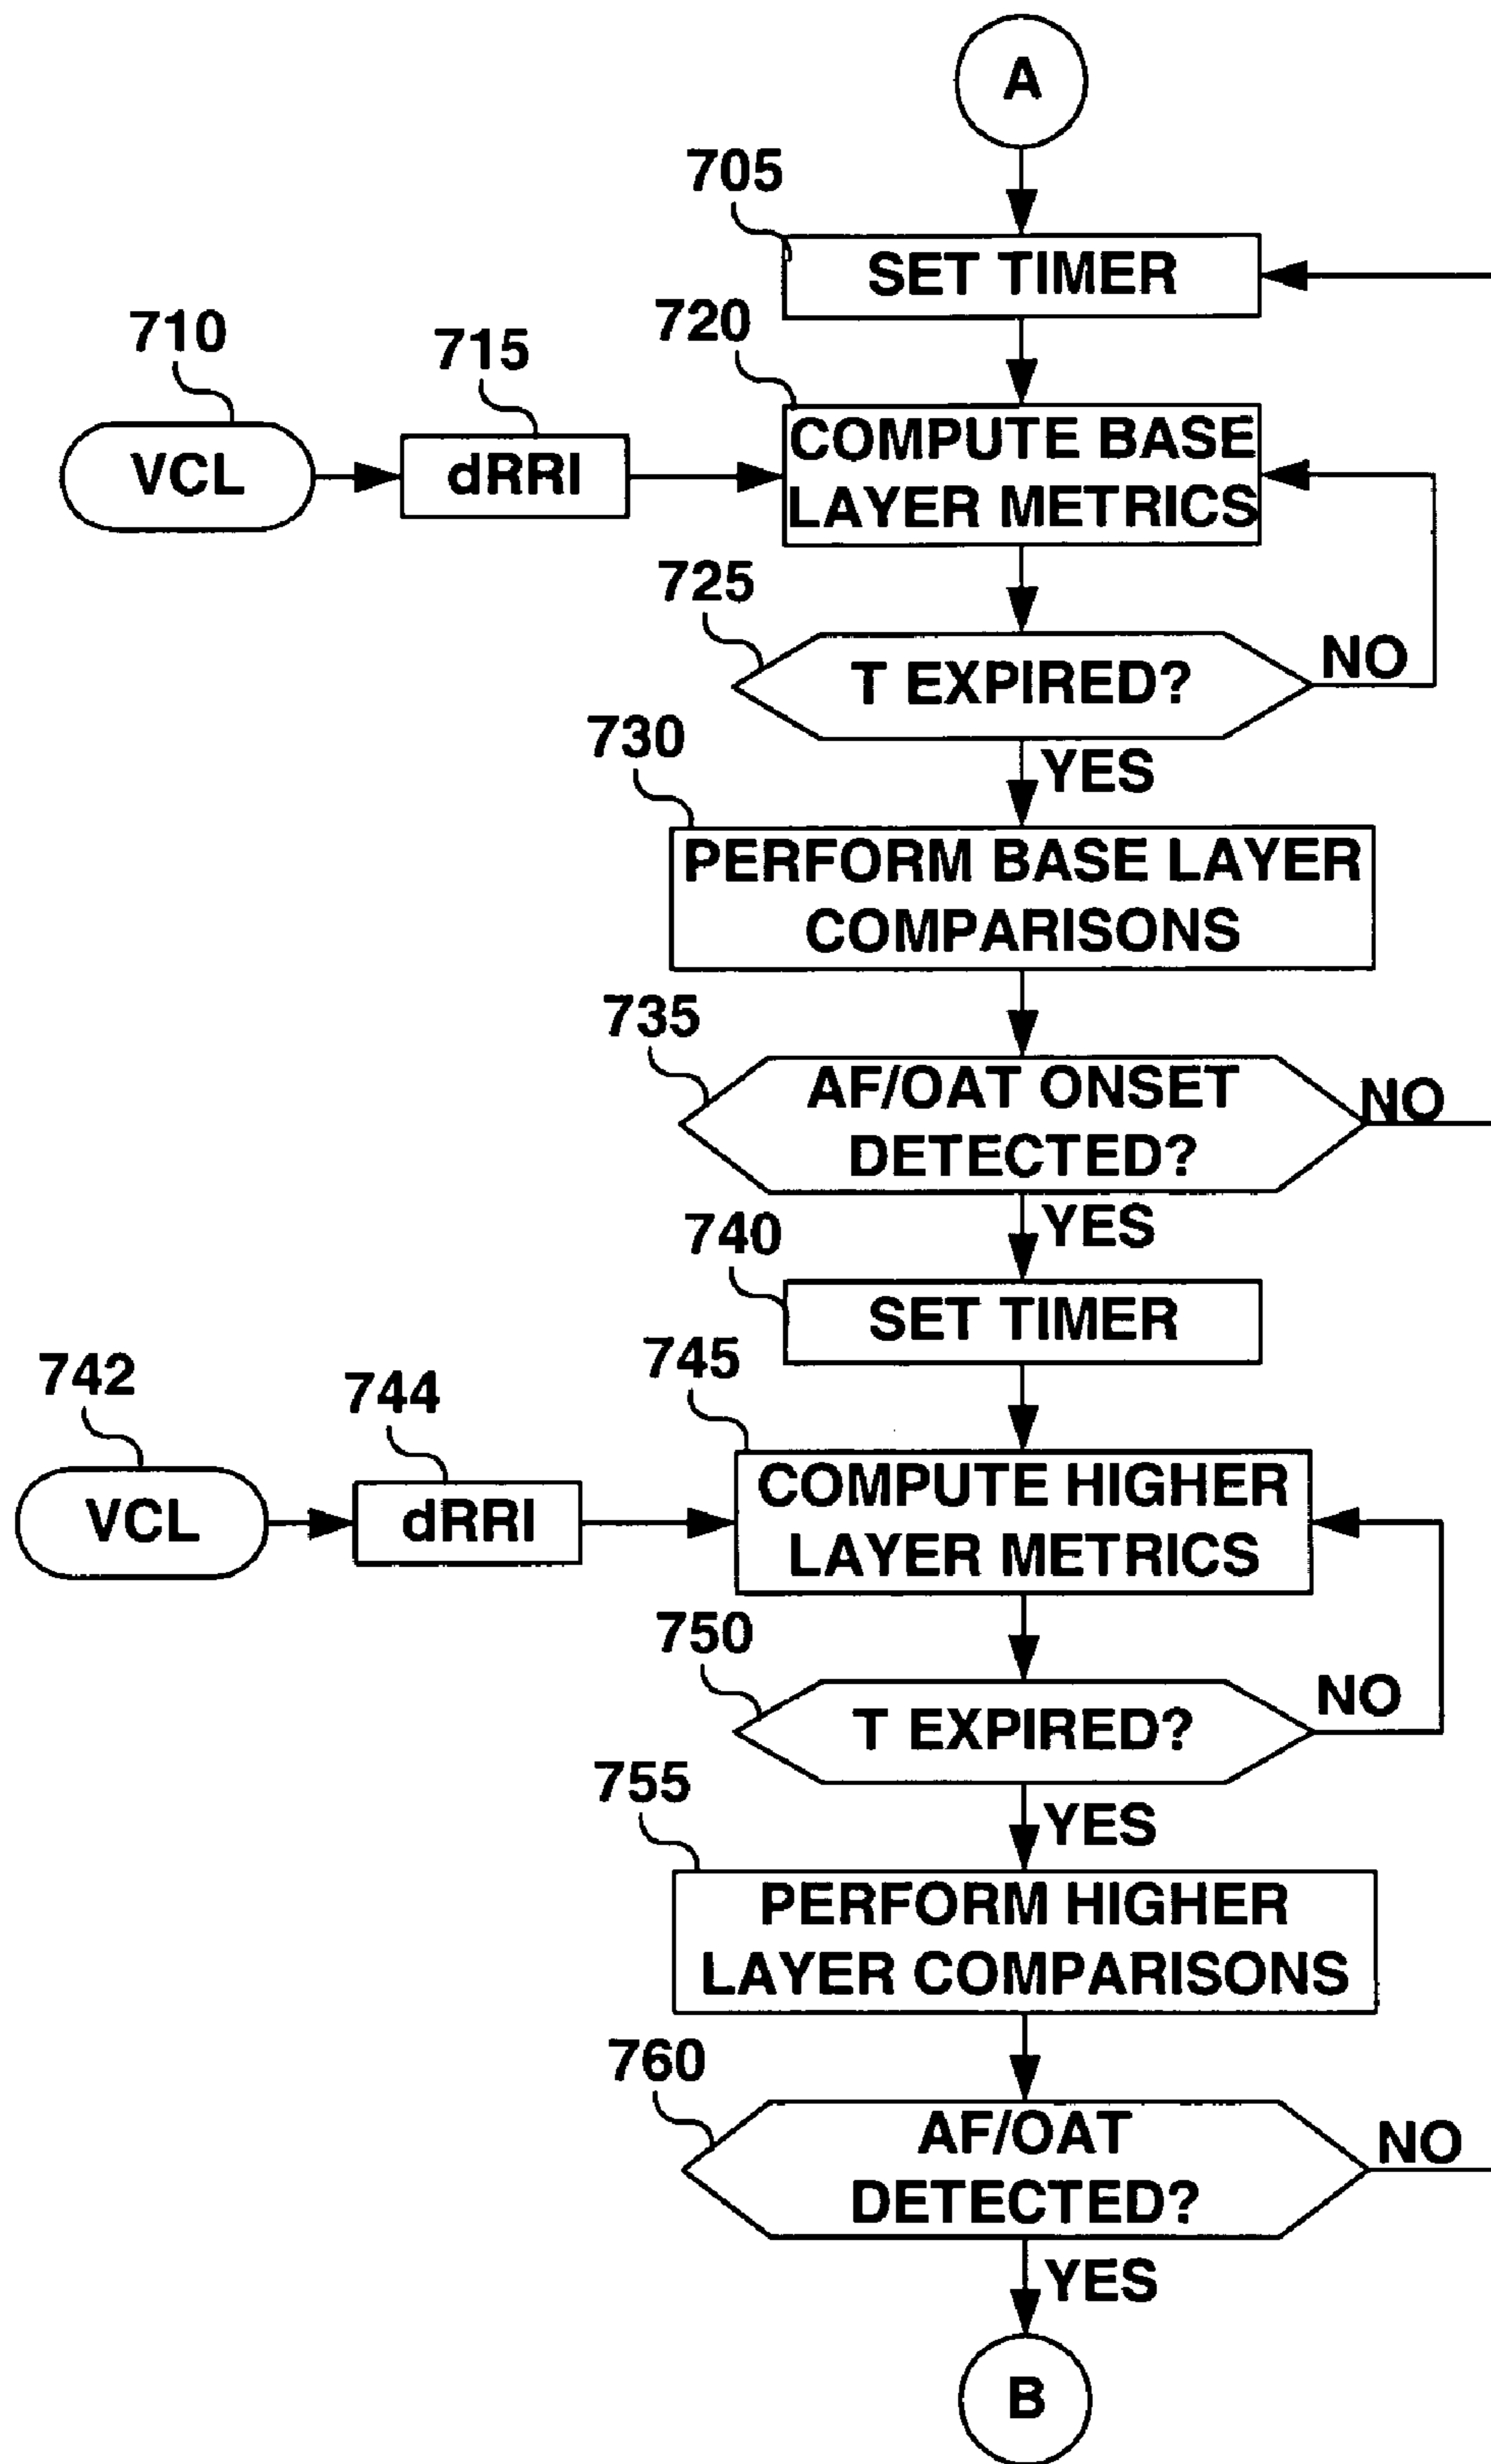 A
705
SET TIMER
720
710
715
VCL
dRRI
COMPUTE BASE
LAYER METRICS
725
T EXPIRED?
NO
730
YES
PERFORM BASE LAYER
COMPARISONS
735
AF/OAT ONSET
DETECTED?
NO
740
YES
SET TIMER
745
742
744
VCL
dRRI
COMPUTE HIGHER
LAYER METRICS
750
T EXPIRED?
NO
755
YES
PERFORM HIGHER
LAYER COMPARISONS
760
AF/OAT
DETECTED?
NO
YES
B